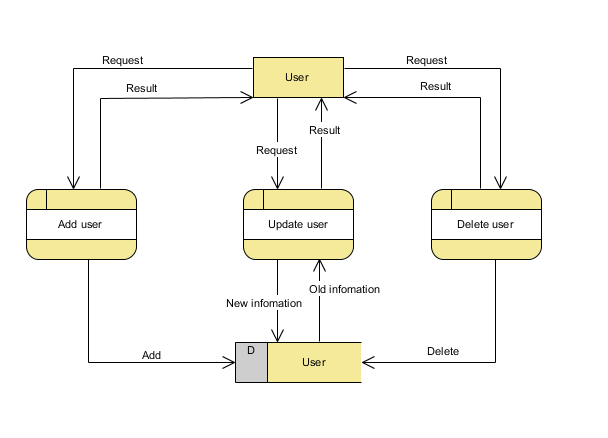 Request
Request
User
Result
Result
Result
Request
Add user
Update user
Delete user
Old infomation
New infomation
D
Add
User
Delete